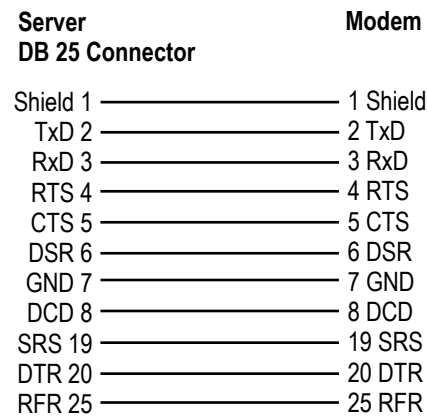 Server Modem
DB 25 Connector
Shield 1 1 Shield
TxD 2 2 TxD
RxD 3 3 RxD
RTS 4 4 RTS
CTS 5 5 CTS
DSR 6 6 DSR
GND 7 7 GND
DCD 8 8 DCD
SRS 19 19 SRS
DTR 20 20 DTR
RFR 25 25 RFR